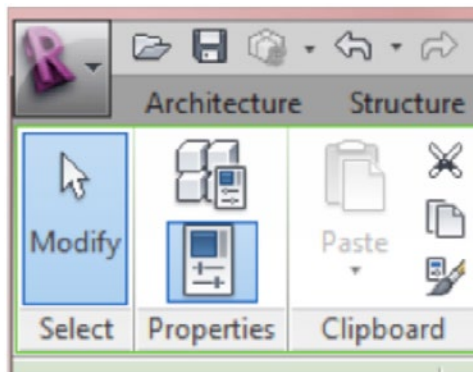 R
Architecture Structure
Modify
Paste
Select Properties Clipboard